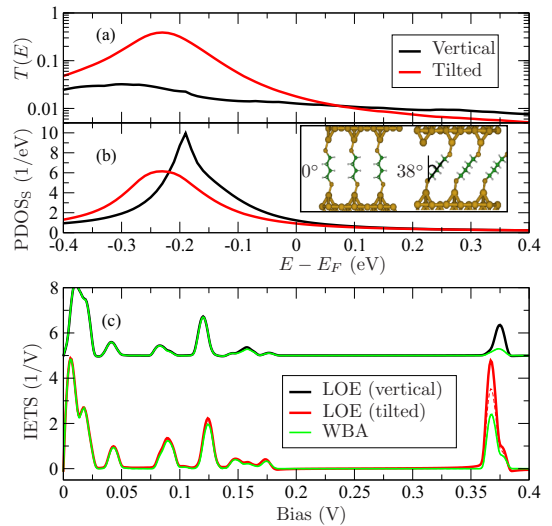 T(E)
1
0.1
0.01
(a)
Vertical
Tilted
PDOS_S (1/eV)
10
8
6
4
2
0
(b)
0°
38°
-0.4 -0.3 -0.2 -0.1 0 0.1 0.2 0.3 0.4
E − E_F (eV)
IETS (1/V)
8
6
4
2
0
(c)
LOE (vertical)
LOE (tilted)
WBA
0 0.05 0.1 0.15 0.2 0.25 0.3 0.35 0.4
Bias (V)